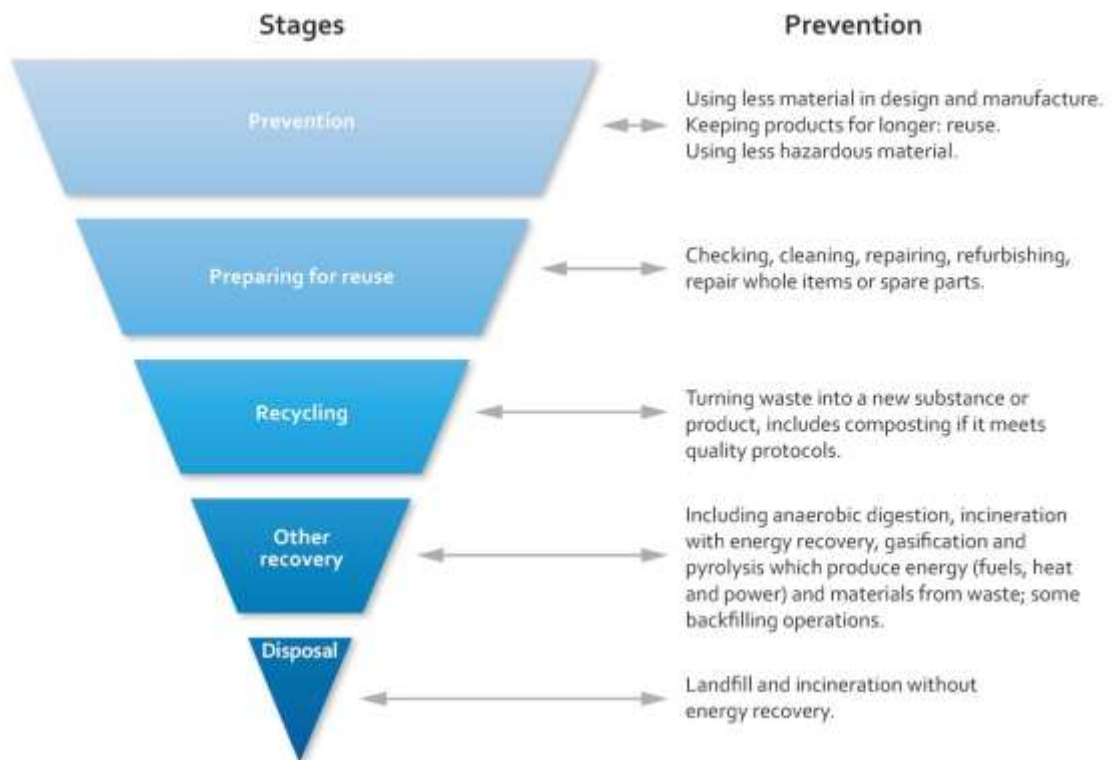 Stages
Prevention
Prevention
Using less material in design and manufacture.
Keeping products for longer: reuse.
Using less hazardous material.
Preparing for reuse
Checking, cleaning, repairing, refurbishing,
repair whole items or spare parts.
Recycling
Turning waste into a new substance or
product, includes composting if it meets
quality protocols.
Other
recovery
Including anaerobic digestion, incineration
with energy recovery, gasification and
pyrolysis which produce energy (fuels, heat
and power) and materials from waste; some
backfilling operations.
Disposal
Landfill and incineration without
energy recovery.